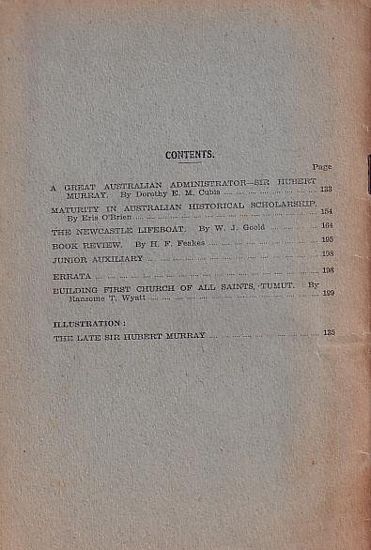 CONTENTS.
Page
A GREAT AUSTRALIAN ADMINISTRATOR—SIR HUBERT
MURRAY. By Dorothy E. M. Cubis ... 133
MATURITY IN AUSTRALIAN HISTORICAL SCHOLARSHIP.
By Eris O'Brien ... 154
THE NEWCASTLE LIFEBOAT. By W. J. Goold ... 164
BOOK REVIEW. By H. F. Feakes ... 195
JUNIOR AUXILIARY ... 198
ERRATA ... 198
BUILDING FIRST CHURCH OF ALL SAINTS, TUMUT. By
Ransome T. Wyatt ... 199
ILLUSTRATION:
THE LATE SIR HUBERT MURRAY ... 135